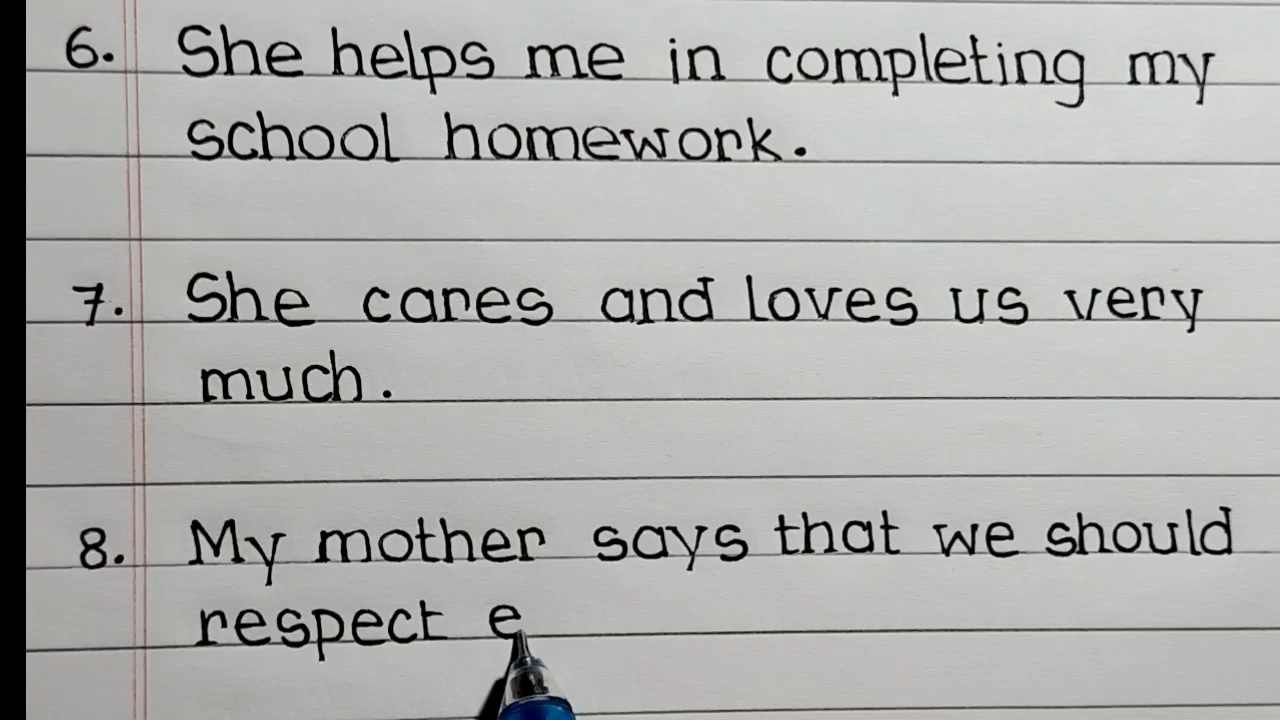 6. She helps me in completing my
school homework.
7. She cares and loves us very
much.
8. My mother says that we should
respect e